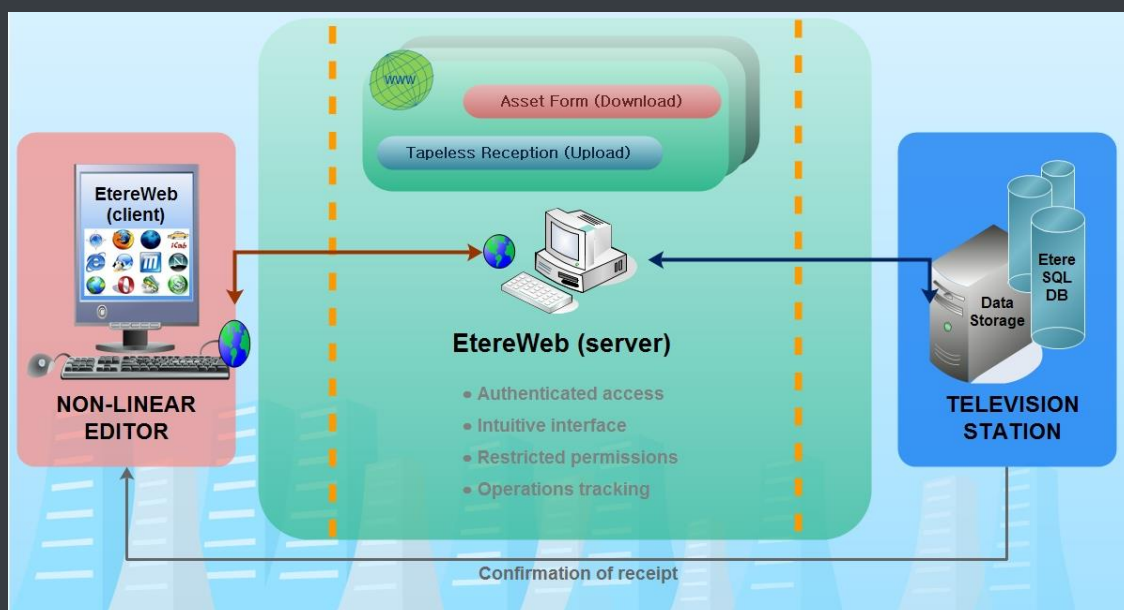 www
Asset Form (Download)
Tapeless Reception (Upload)
EtereWeb
(client)
iCab
NON-LINEAR
EDITOR
EtereWeb (server)
• Authenticated access
• Intuitive interface
• Restricted permissions
• Operations tracking
Data
Storage
Etere
SQL
DB
TELEVISION
STATION
Confirmation of receipt